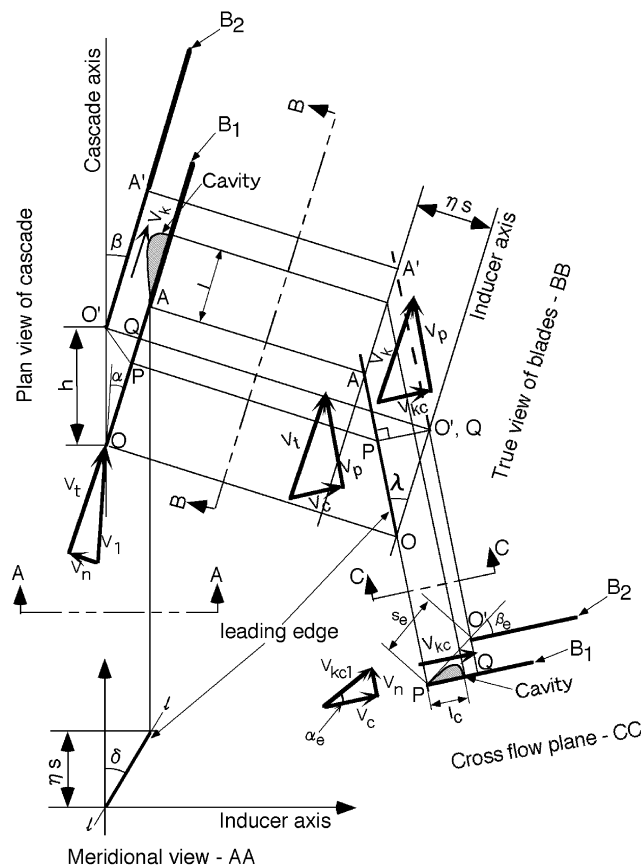 B2
B1
Cascade axis
B
A'
Cavity
Vk
η s
Inducer axis
Plan view of cascade
β
l
A
A'
O'
Q
Vk
Vp
True view of blades - BB
h
α
P
A
Vkc
O
Vt
Vp
P
O', Q
Vc
λ
Vt
V1
B
Vn
O
C
C
A
A
leading edge
se
O'
βe
B2
Vkc
Q
B1
Vkc1
Vn
P
Cavity
Vc
lc
αe
l
Cross flow plane - CC
η s
δ
l
Inducer axis
Meridional view - AA